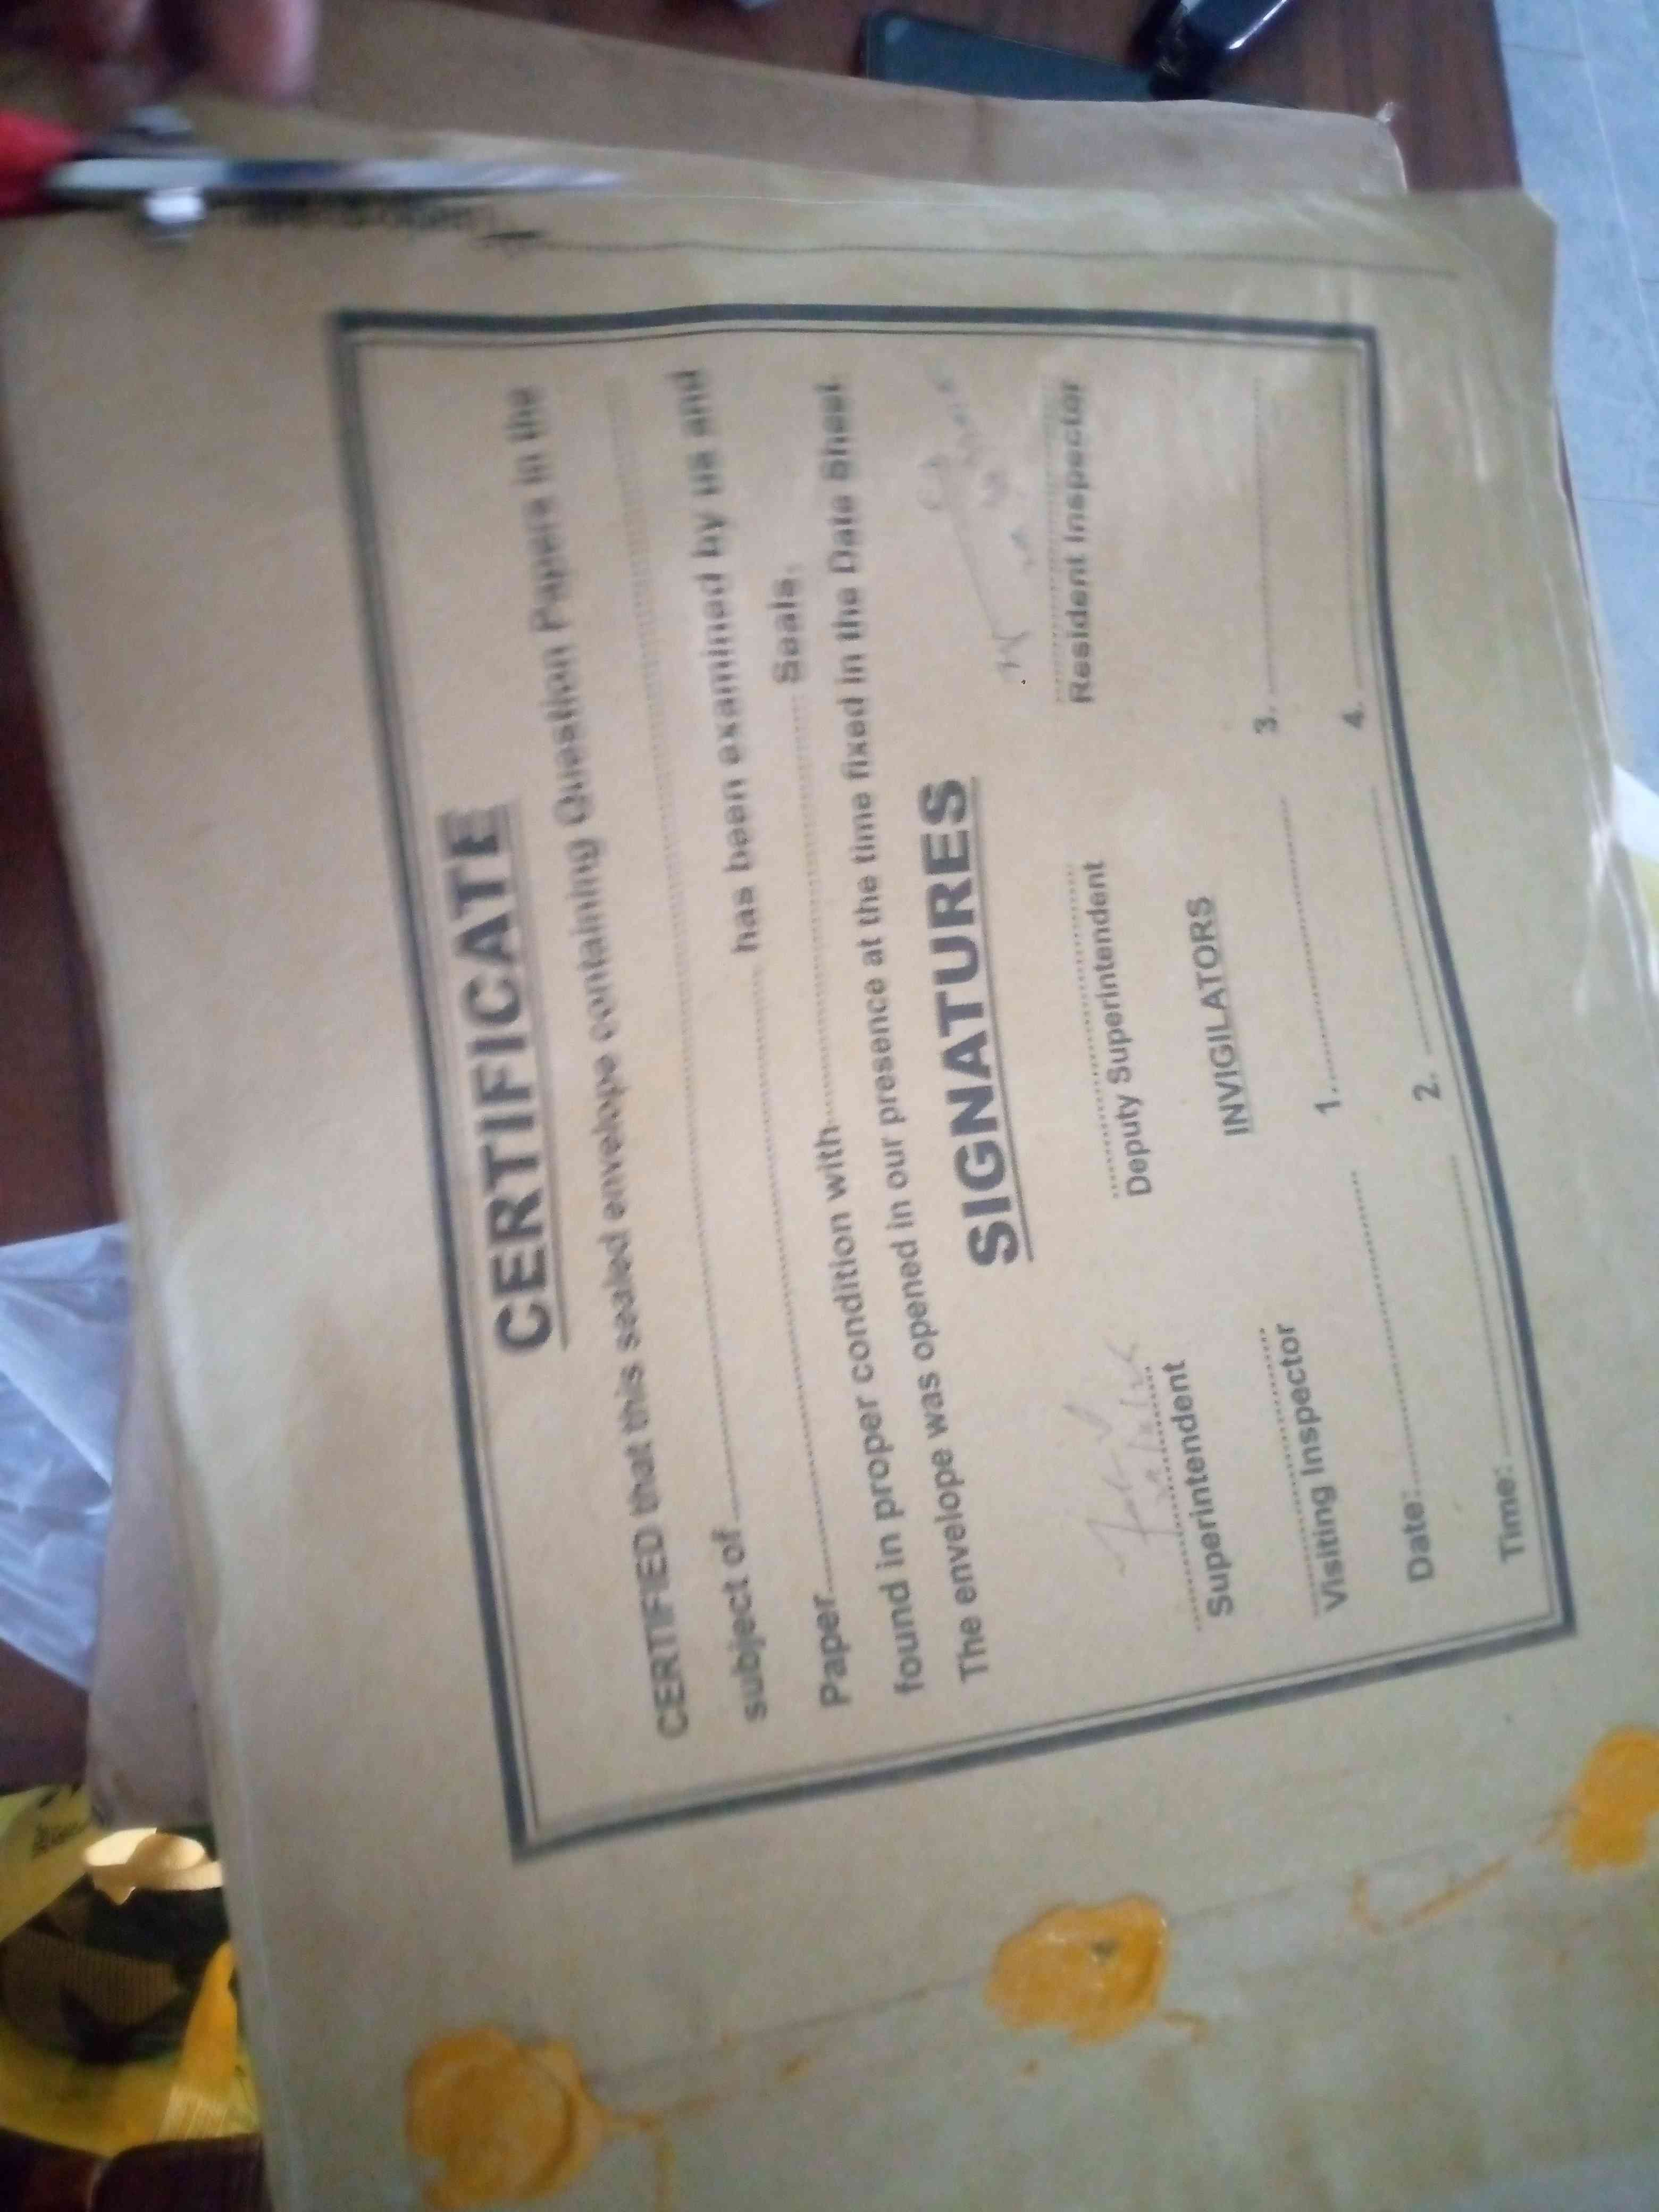 CERTIFICATE
CERTIFIED that this sealed envelope containing Question Papers in the
subject of
has been examined by us and
Paper
found in proper condition with Seals.
The envelope was opened in our presence at the time fixed in the Date Sheet
SIGNATURES
Superintendent
Deputy Superintendent
Resident Inspector
Visiting Inspector
INVIGILATORS
Date:
1.
3.
Time:
2.
4.